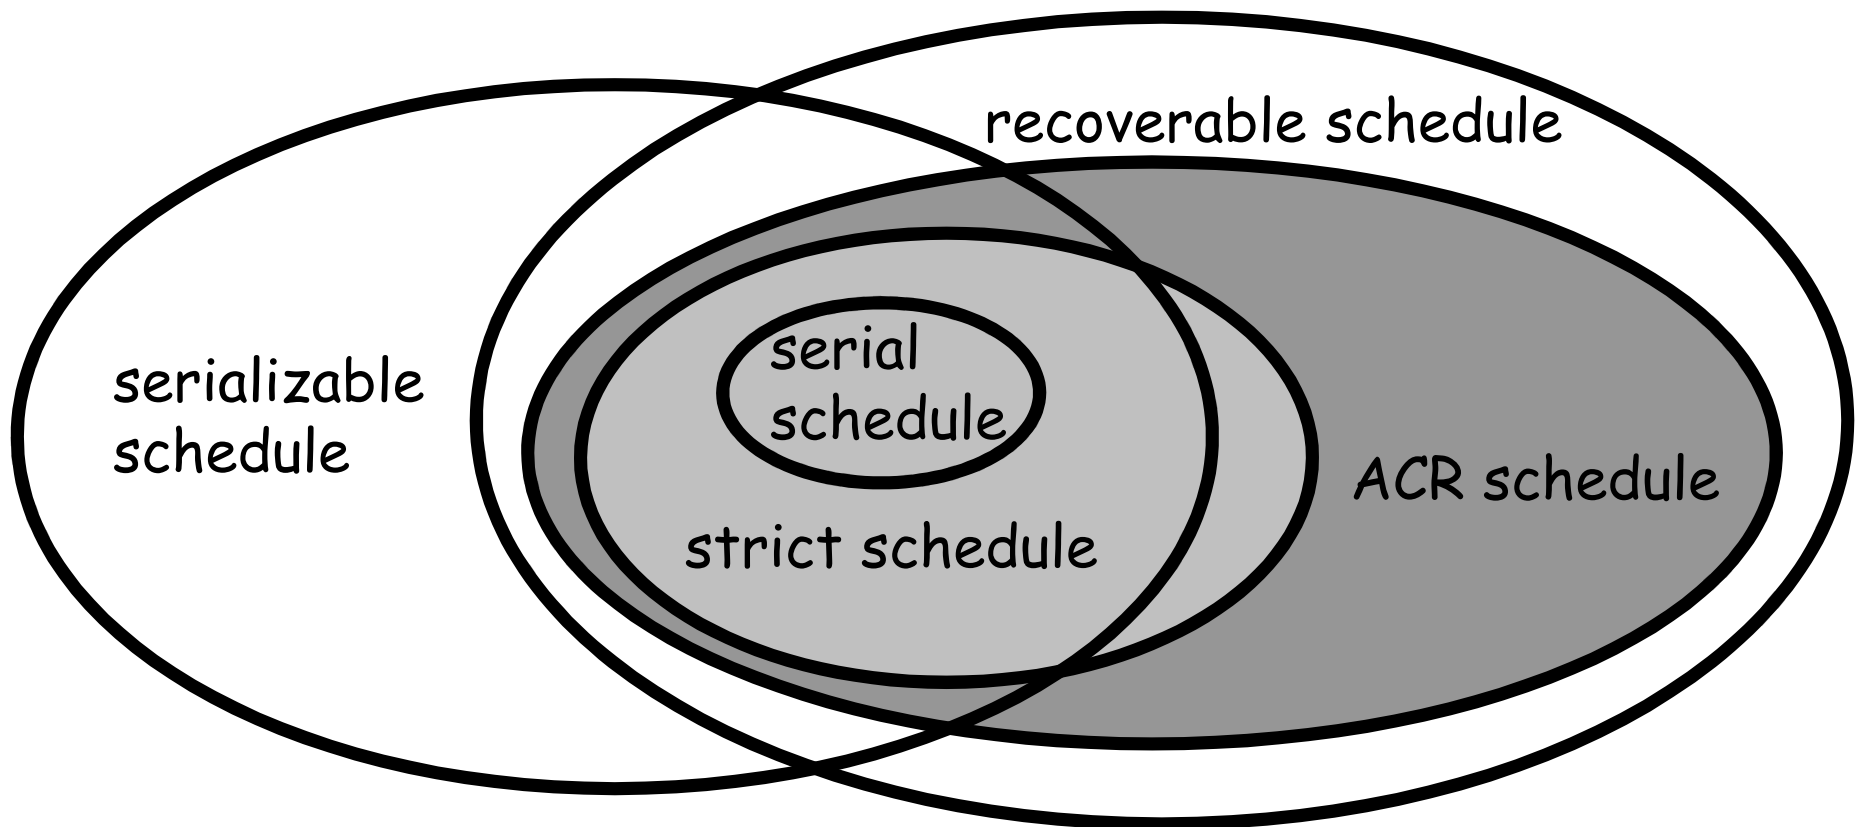 recoverable schedule
serializable
schedule
serial
schedule
ACR schedule
strict schedule